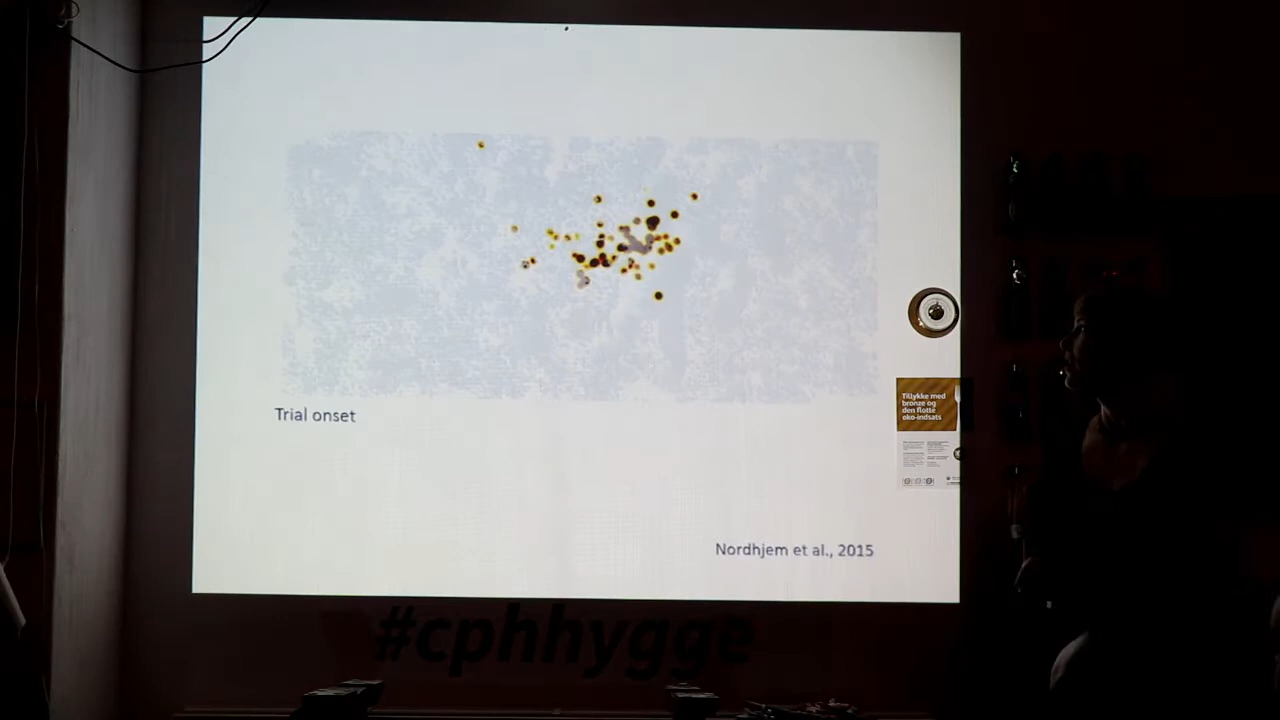 Trial onset
Tillykke med
bronze og
den flotte
øko-indsats
Nordhjem et al., 2015
#cphhygge